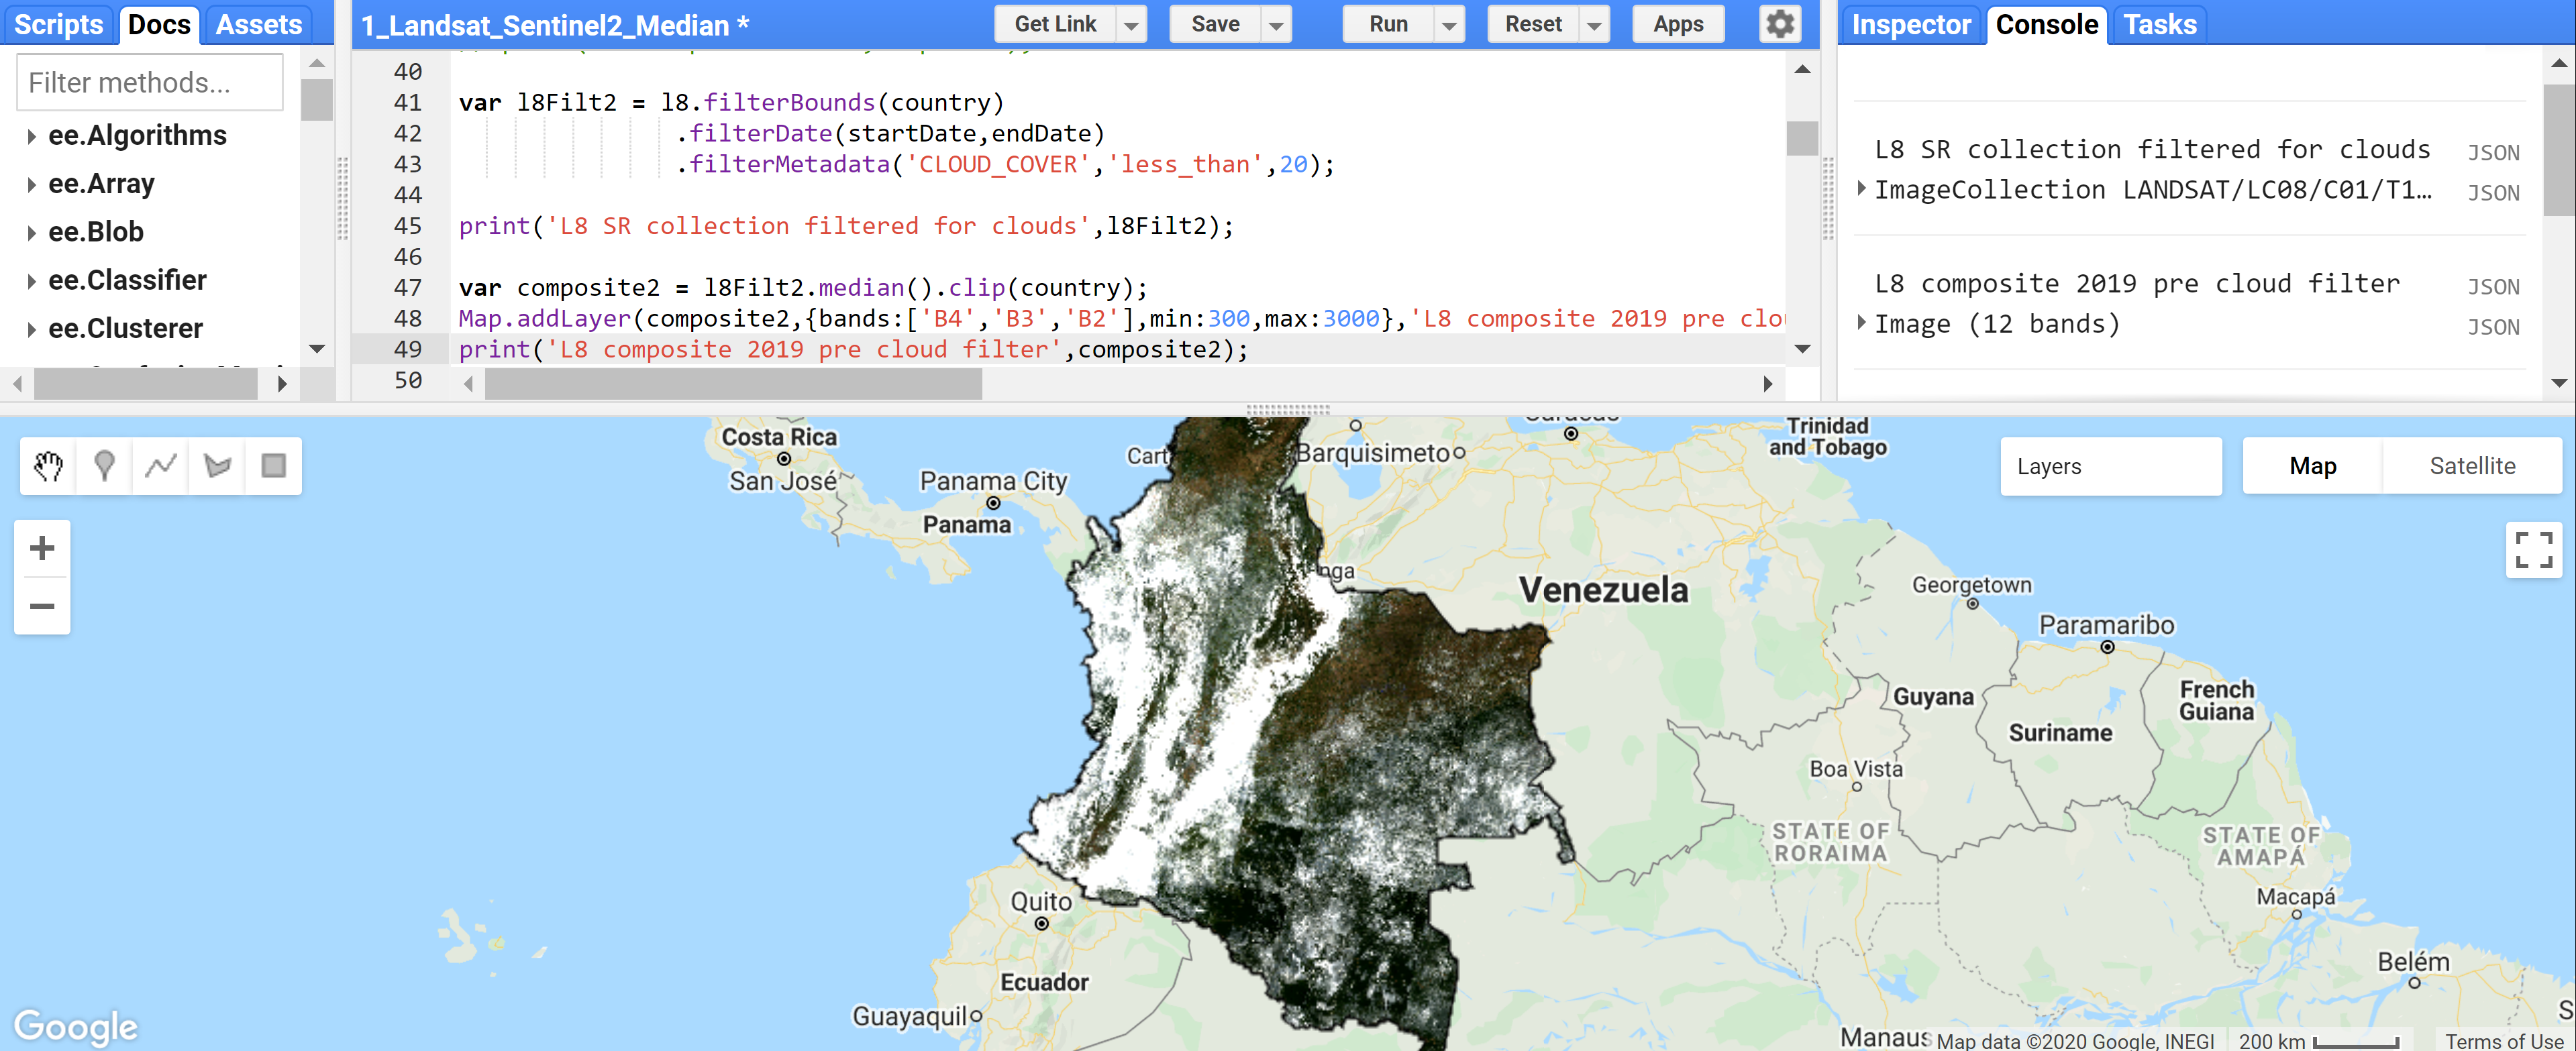 Scripts Docs Assets
Filter methods...
ee.Algorithms
ee.Array
ee.Blob
ee.Classifier
ee.Clusterer
1_Landsat_Sentinel2_Median *
Get Link Save Run Reset Apps
40
41 var l8Filt2 = l8.filterBounds(country)
42 .filterDate(startDate,endDate)
43 .filterMetadata('CLOUD_COVER','less_than',20);
44
45 print('L8 SR collection filtered for clouds',l8Filt2);
46
47 var composite2 = l8Filt2.median().clip(country);
48 Map.addLayer(composite2,{bands:['B4','B3','B2'],min:300,max:3000},'L8 composite 2019 pre clo
49 print('L8 composite 2019 pre cloud filter',composite2);
50
Inspector Console Tasks
L8 SR collection filtered for clouds JSON
ImageCollection LANDSAT/LC08/C01/T1… JSON
L8 composite 2019 pre cloud filter JSON
Image (12 bands) JSON
Layers
Map Satellite
Costa Rica
San José
Panama City
Panama
Cart
Barquisimeto
Trinidad
and Tobago
nga
Venezuela
Georgetown
Paramaribo
Guyana
Suriname
French
Guiana
Boa Vista
STATE OF
RORAIMA
STATE OF
AMAPÁ
Macapá
Belém
Quito
Ecuador
Guayaquil
Manaus
S
Google
Map data ©2020 Google, INEGI 200 km Terms of Use